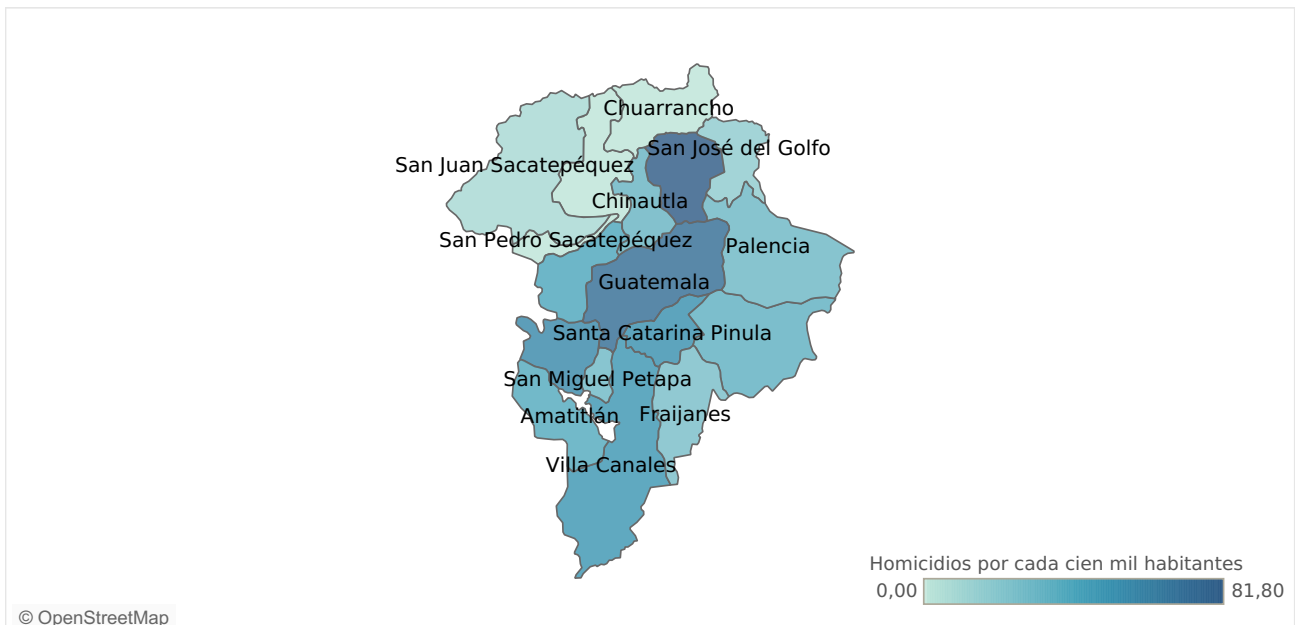 Chuarrancho
San José del Golfo
San Juan Sacatepéquez
Chinautla
San Pedro Sacatepéquez
Palencia
Guatemala
Santa Catarina Pinula
San Miguel Petapa
Amatitlán
Fraijanes
Villa Canales
Homicidios por cada cien mil habitantes
0,00
81,80
© OpenStreetMap